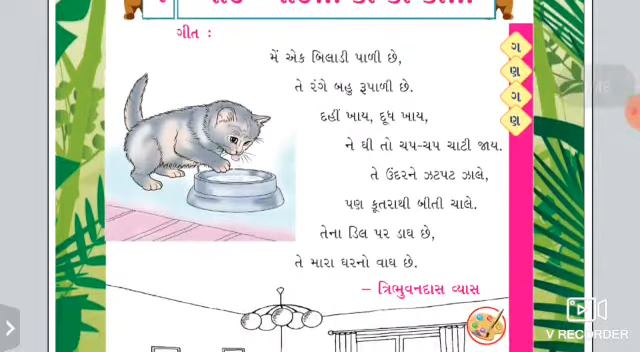 ગીત :
મેં એક બિલાડી પાળી છે,
તે રંગે બહુ રૂપાળી છે.
દહીં ખાય, દૂધ ખાય,
ને ઘી તો ચપ-ચપ ચાટી જાય.
તે ઉંદરને ઝટપટ ઝાલે,
પણ કૂતરાથી બીતી ચાલે.
તેના ડિલ પર ડાઘ છે,
તે મારા ઘરનો વાઘ છે.
– ત્રિભુવનદાસ વ્યાસ
ગ
ણ
ગ
ણ
V RECORDER